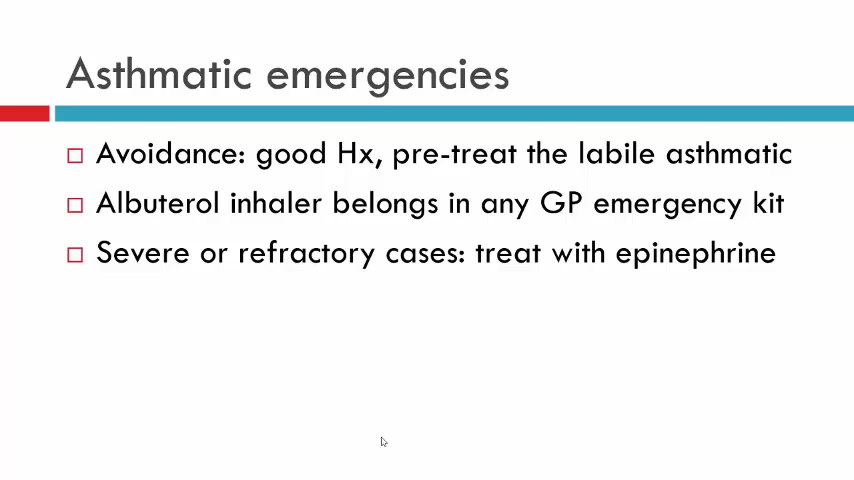 Asthmatic emergencies
Avoidance: good Hx, pre-treat the labile asthmatic
Albuterol inhaler belongs in any GP emergency kit
Severe or refractory cases: treat with epinephrine